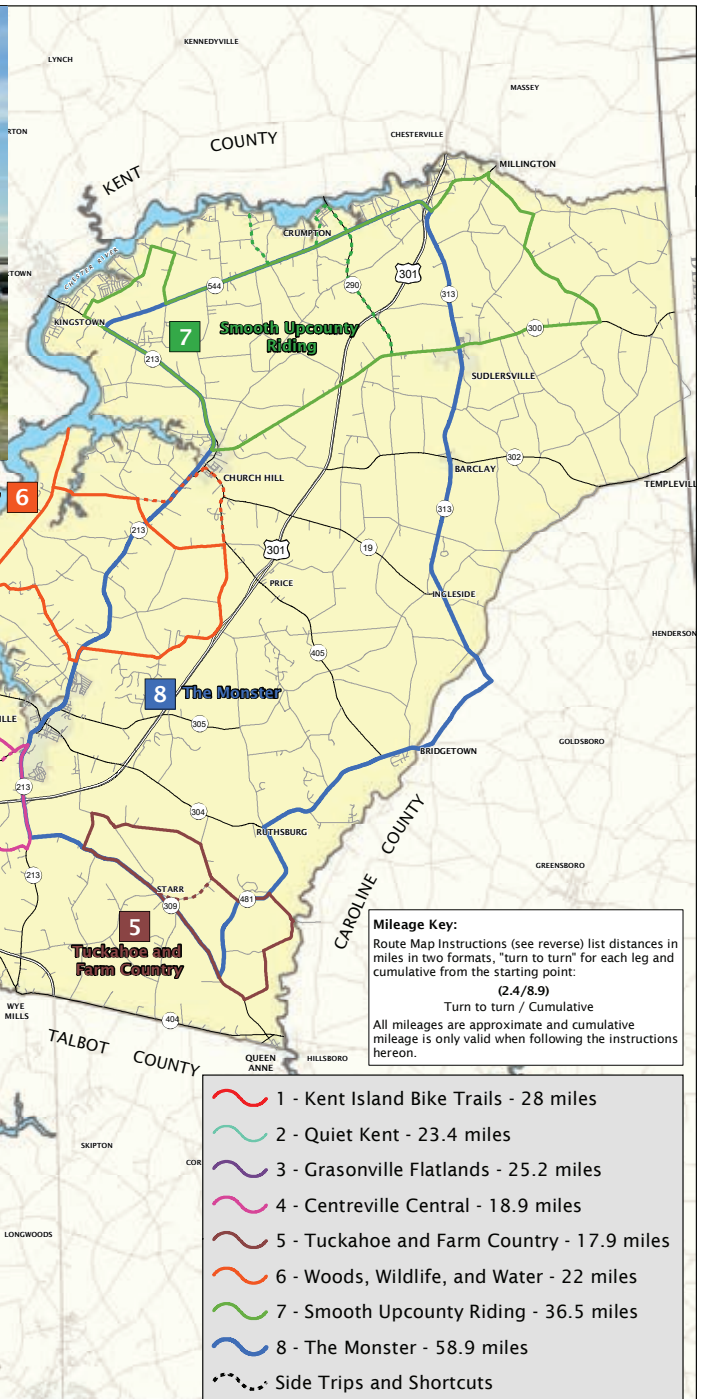 KENNEDYVILLE
LYNCH
MASSEY
CHESTERVILLE
RTON
KENT COUNTY
MILLINGTON
CRUMPTON
RTOWN
CHESTER RIVER
301
544
290
313
KINGSTOWN
7
Smooth Upcounty
Riding
300
213
SUDLERSVILLE
6
CHURCH HILL
BARCLAY
302
TEMPLEVILL
213
313
301
19
PRICE
INGLESIDE
HENDERSON
405
8
The Monster
ILLE
305
GOLDSBORO
BRIDGETOWN
213
304
RUTHSBURG
CAROLINE COUNTY
GREENSBORO
213
STARR
481
309
5
Tuckahoe and
Farm Country
WYE
MILLS
404
TALBOT COUNTY
QUEEN
ANNE
HILLSBORO
Mileage Key:
Route Map Instructions (see reverse) list distances in
miles in two formats, "turn to turn" for each leg and
cumulative from the starting point:
(2.4/8.9)
Turn to turn / Cumulative
All mileages are approximate and cumulative
mileage is only valid when following the instructions
hereon.
SKIPTON
COR
LONGWOODS
1 - Kent Island Bike Trails - 28 miles
2 - Quiet Kent - 23.4 miles
3 - Grasonville Flatlands - 25.2 miles
4 - Centreville Central - 18.9 miles
5 - Tuckahoe and Farm Country - 17.9 miles
6 - Woods, Wildlife, and Water - 22 miles
7 - Smooth Upcounty Riding - 36.5 miles
8 - The Monster - 58.9 miles
Side Trips and Shortcuts